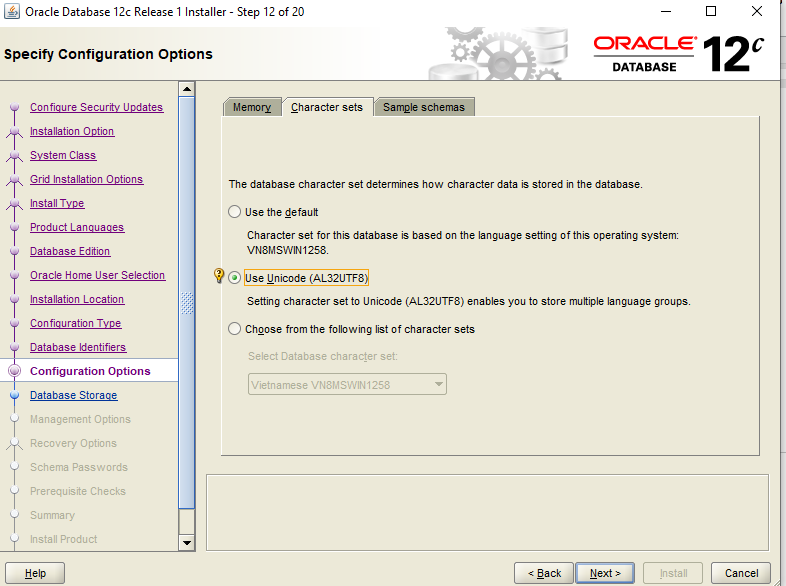 Oracle Database 12c Release 1 Installer - Step 12 of 20
Specify Configuration Options
ORACLE
DATABASE
12c
Configure Security Updates
Installation Option
System Class
Grid Installation Options
Install Type
Product Languages
Database Edition
Oracle Home User Selection
Installation Location
Configuration Type
Database Identifiers
Configuration Options
Database Storage
Management Options
Recovery Options
Schema Passwords
Prerequisite Checks
Summary
Install Product
Memory
Character sets
Sample schemas
The database character set determines how character data is stored in the database.
Use the default
Character set for this database is based on the language setting of this operating system:
VN8MSWIN1258.
Use Unicode (AL32UTF8)
Setting character set to Unicode (AL32UTF8) enables you to store multiple language groups.
Choose from the following list of character sets
Select Database character set:
Vietnamese VN8MSWIN1258
Help
< Back
Next >
Install
Cancel